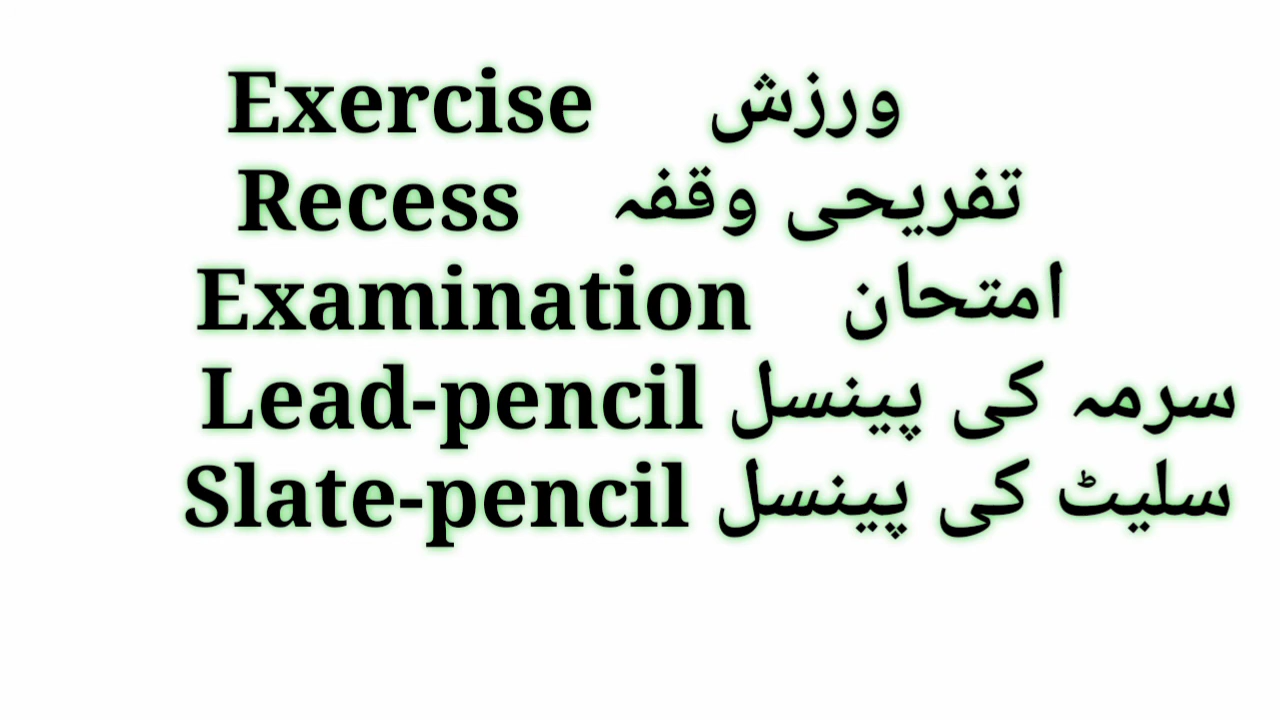 Exercise ورزش
Recess تفریحی وقفہ
Examination امتحان
Lead-pencil سرمہ کی پینسل
Slate-pencil سلیٹ کی پینسل